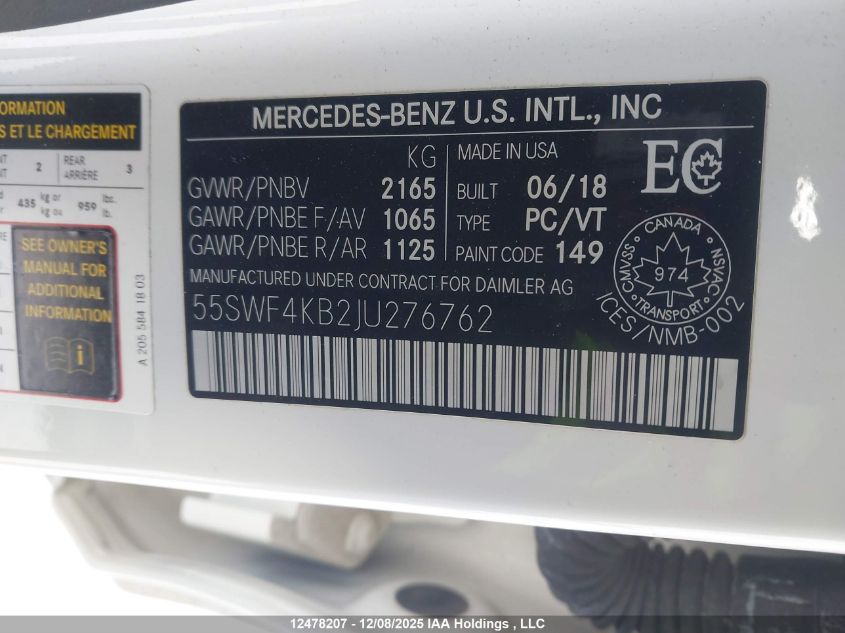 ORMATION
S ET LE CHARGEMENT
NT 2 REAR 3
NT ARRIÈRE
435 kg or 959 lbs.
kg ou lb.
SEE OWNER'S
MANUAL FOR
ADDITIONAL
INFORMATION
A 205 584 18 03
MERCEDES-BENZ U.S. INTL., INC
KG
GVWR/PNBV 2165
GAWR/PNBE F/AV 1065
GAWR/PNBE R/AR 1125
MADE IN USA
BUILT 06/18
TYPE PC/VT
PAINT CODE 149
EC
MANUFACTURED UNDER CONTRACT FOR DAIMLER AG
55SWF4KB2JU276762
CANADA
CMVSS 974 NSVAC
TRANSPORT
ICES/NMB-002
12478207 - 12/08/2025 IAA Holdings , LLC